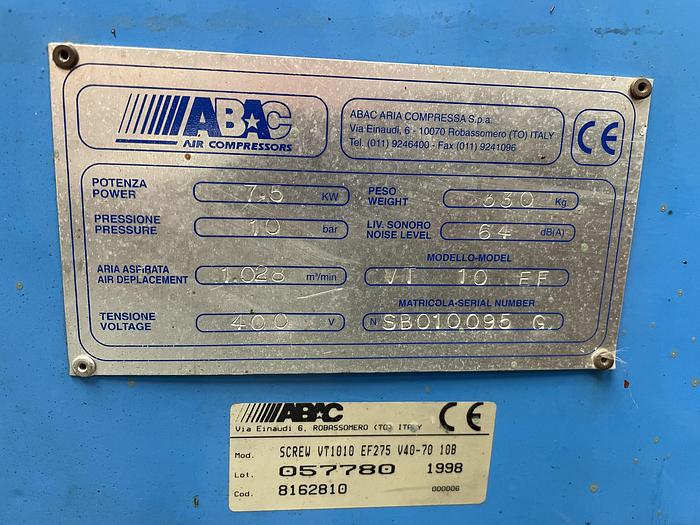 ABAC
AIR COMPRESSORS
ABAC ARIA COMPRESSA S.p.a.
Via Einaudi, 6 - 10070 Robassomero (TO) ITALY
Tel. (011) 9246400 - Fax (011) 9241096
CE
POTENZA
POWER 7.5 KW
PESO
WEIGHT 330 Kg.
PRESSIONE
PRESSURE 10 bar
LIV. SONORO
NOISE LEVEL 64 dB(A)
ARIA ASPIRATA
AIR DEPLACEMENT 1.028 m³/min
MODELLO-MODEL
VT 10 EF
TENSIONE
VOLTAGE 400 V
MATRICOLA-SERIAL NUMBER
N° SB010095 G.
ABAC CE
Via Einaudi 6, ROBASSOMERO (TO) ITALY
Mod. SCREW VT1010 EF275 V40-70 10B
Lot. 057780 1998
Cod. 8162810 000006